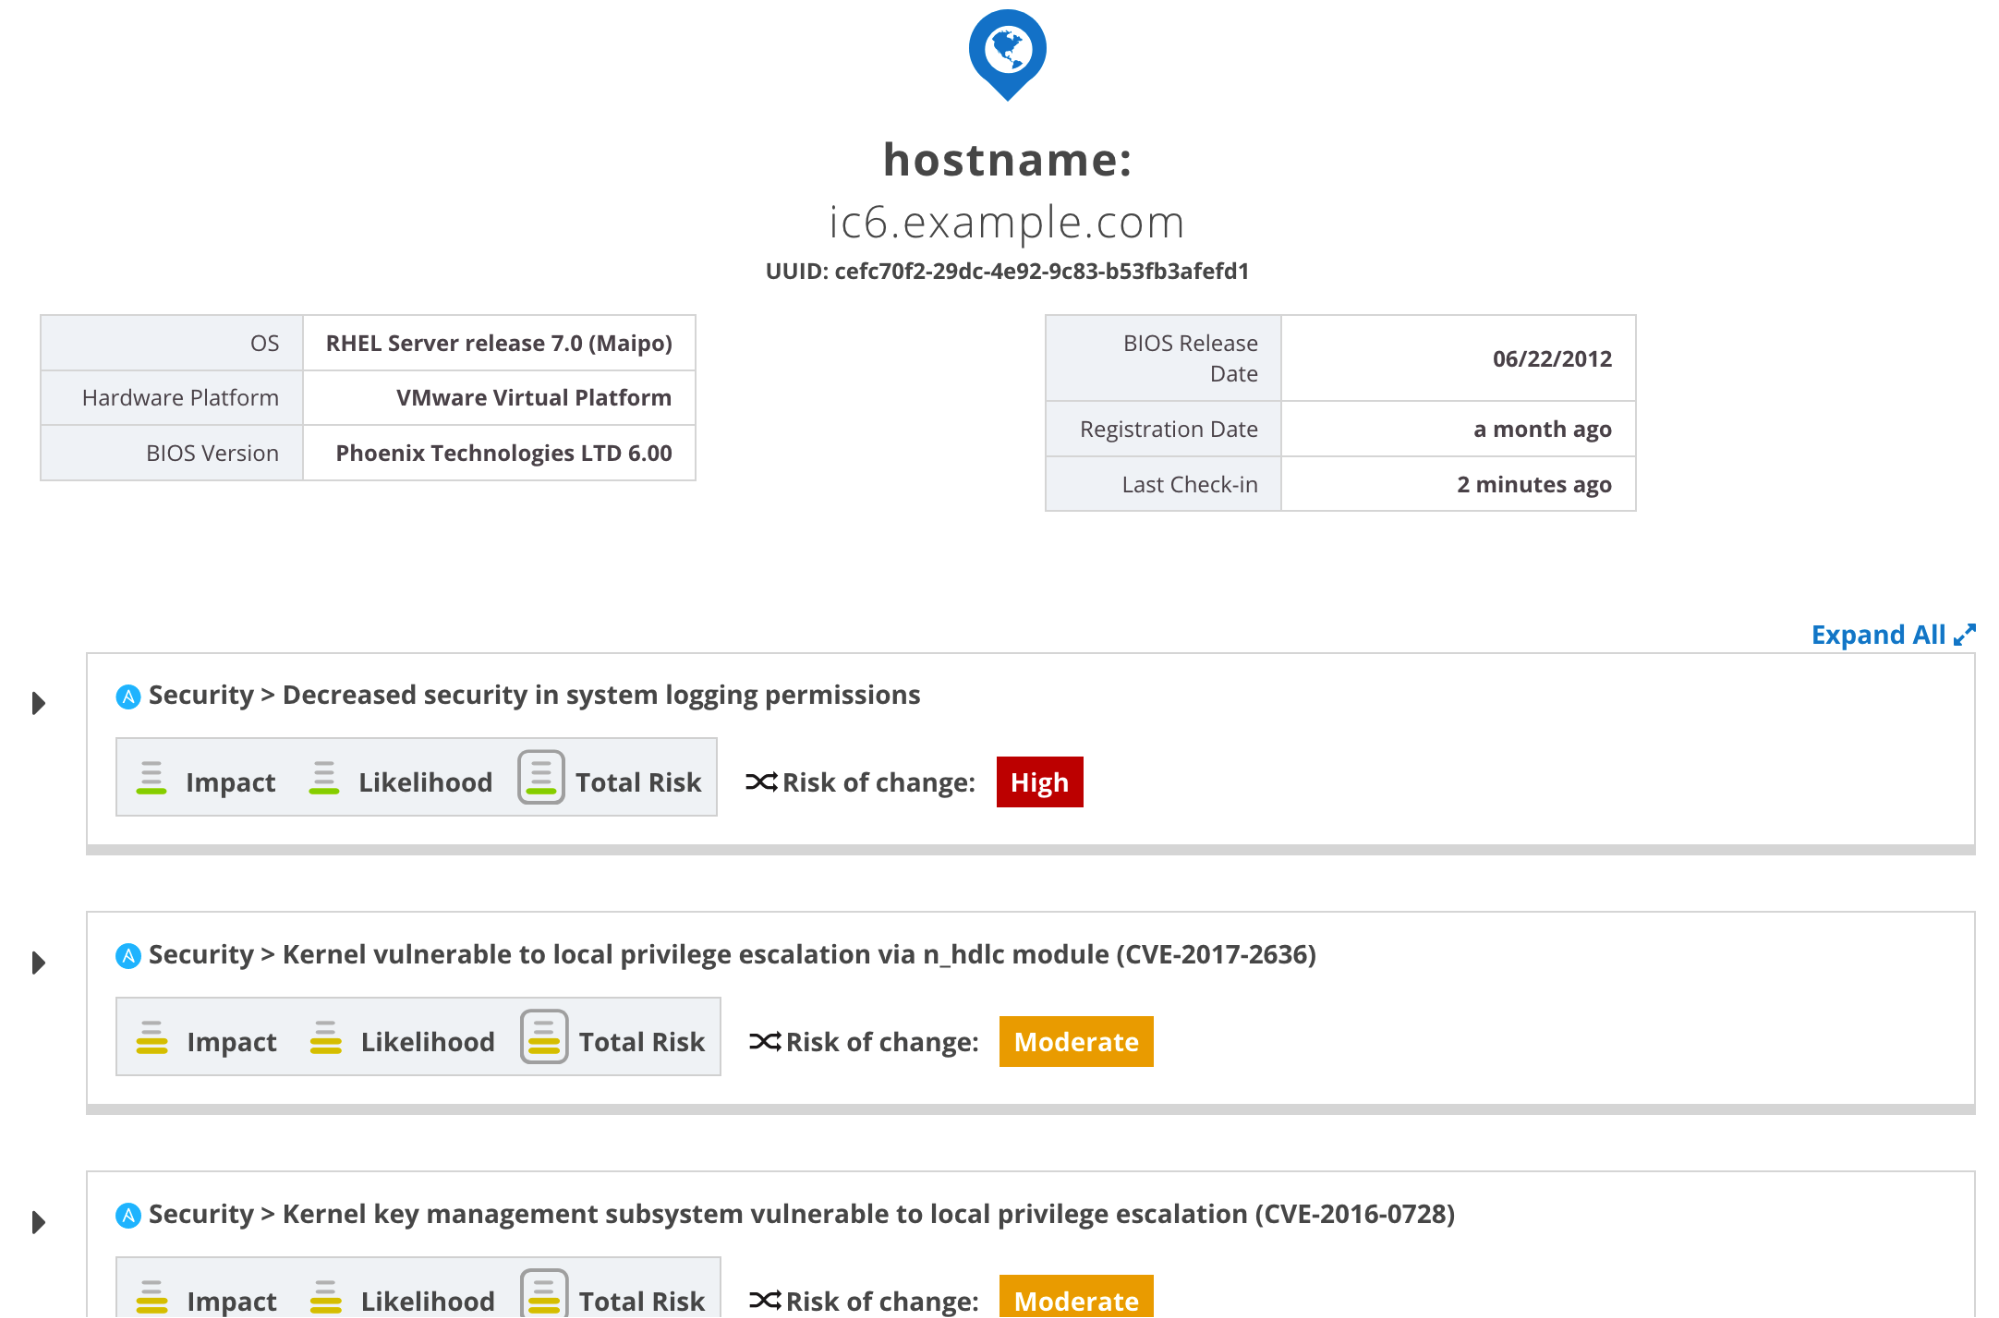 hostname:
ic6.example.com
UUID: cefc70f2-29dc-4e92-9c83-b53fb3afefd1
OS RHEL Server release 7.0 (Maipo)
Hardware Platform VMware Virtual Platform
BIOS Version Phoenix Technologies LTD 6.00
BIOS Release
Date 06/22/2012
Registration Date a month ago
Last Check-in 2 minutes ago
Expand All
Security > Decreased security in system logging permissions
Impact Likelihood Total Risk Risk of change: High
Security > Kernel vulnerable to local privilege escalation via n_hdlc module (CVE-2017-2636)
Impact Likelihood Total Risk Risk of change: Moderate
Security > Kernel key management subsystem vulnerable to local privilege escalation (CVE-2016-0728)
Impact Likelihood Total Risk Risk of change: Moderate